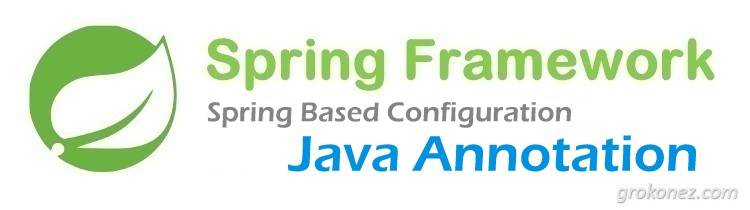 Spring Framework
Spring Based Configuration
Java Annotation
grokonez.com